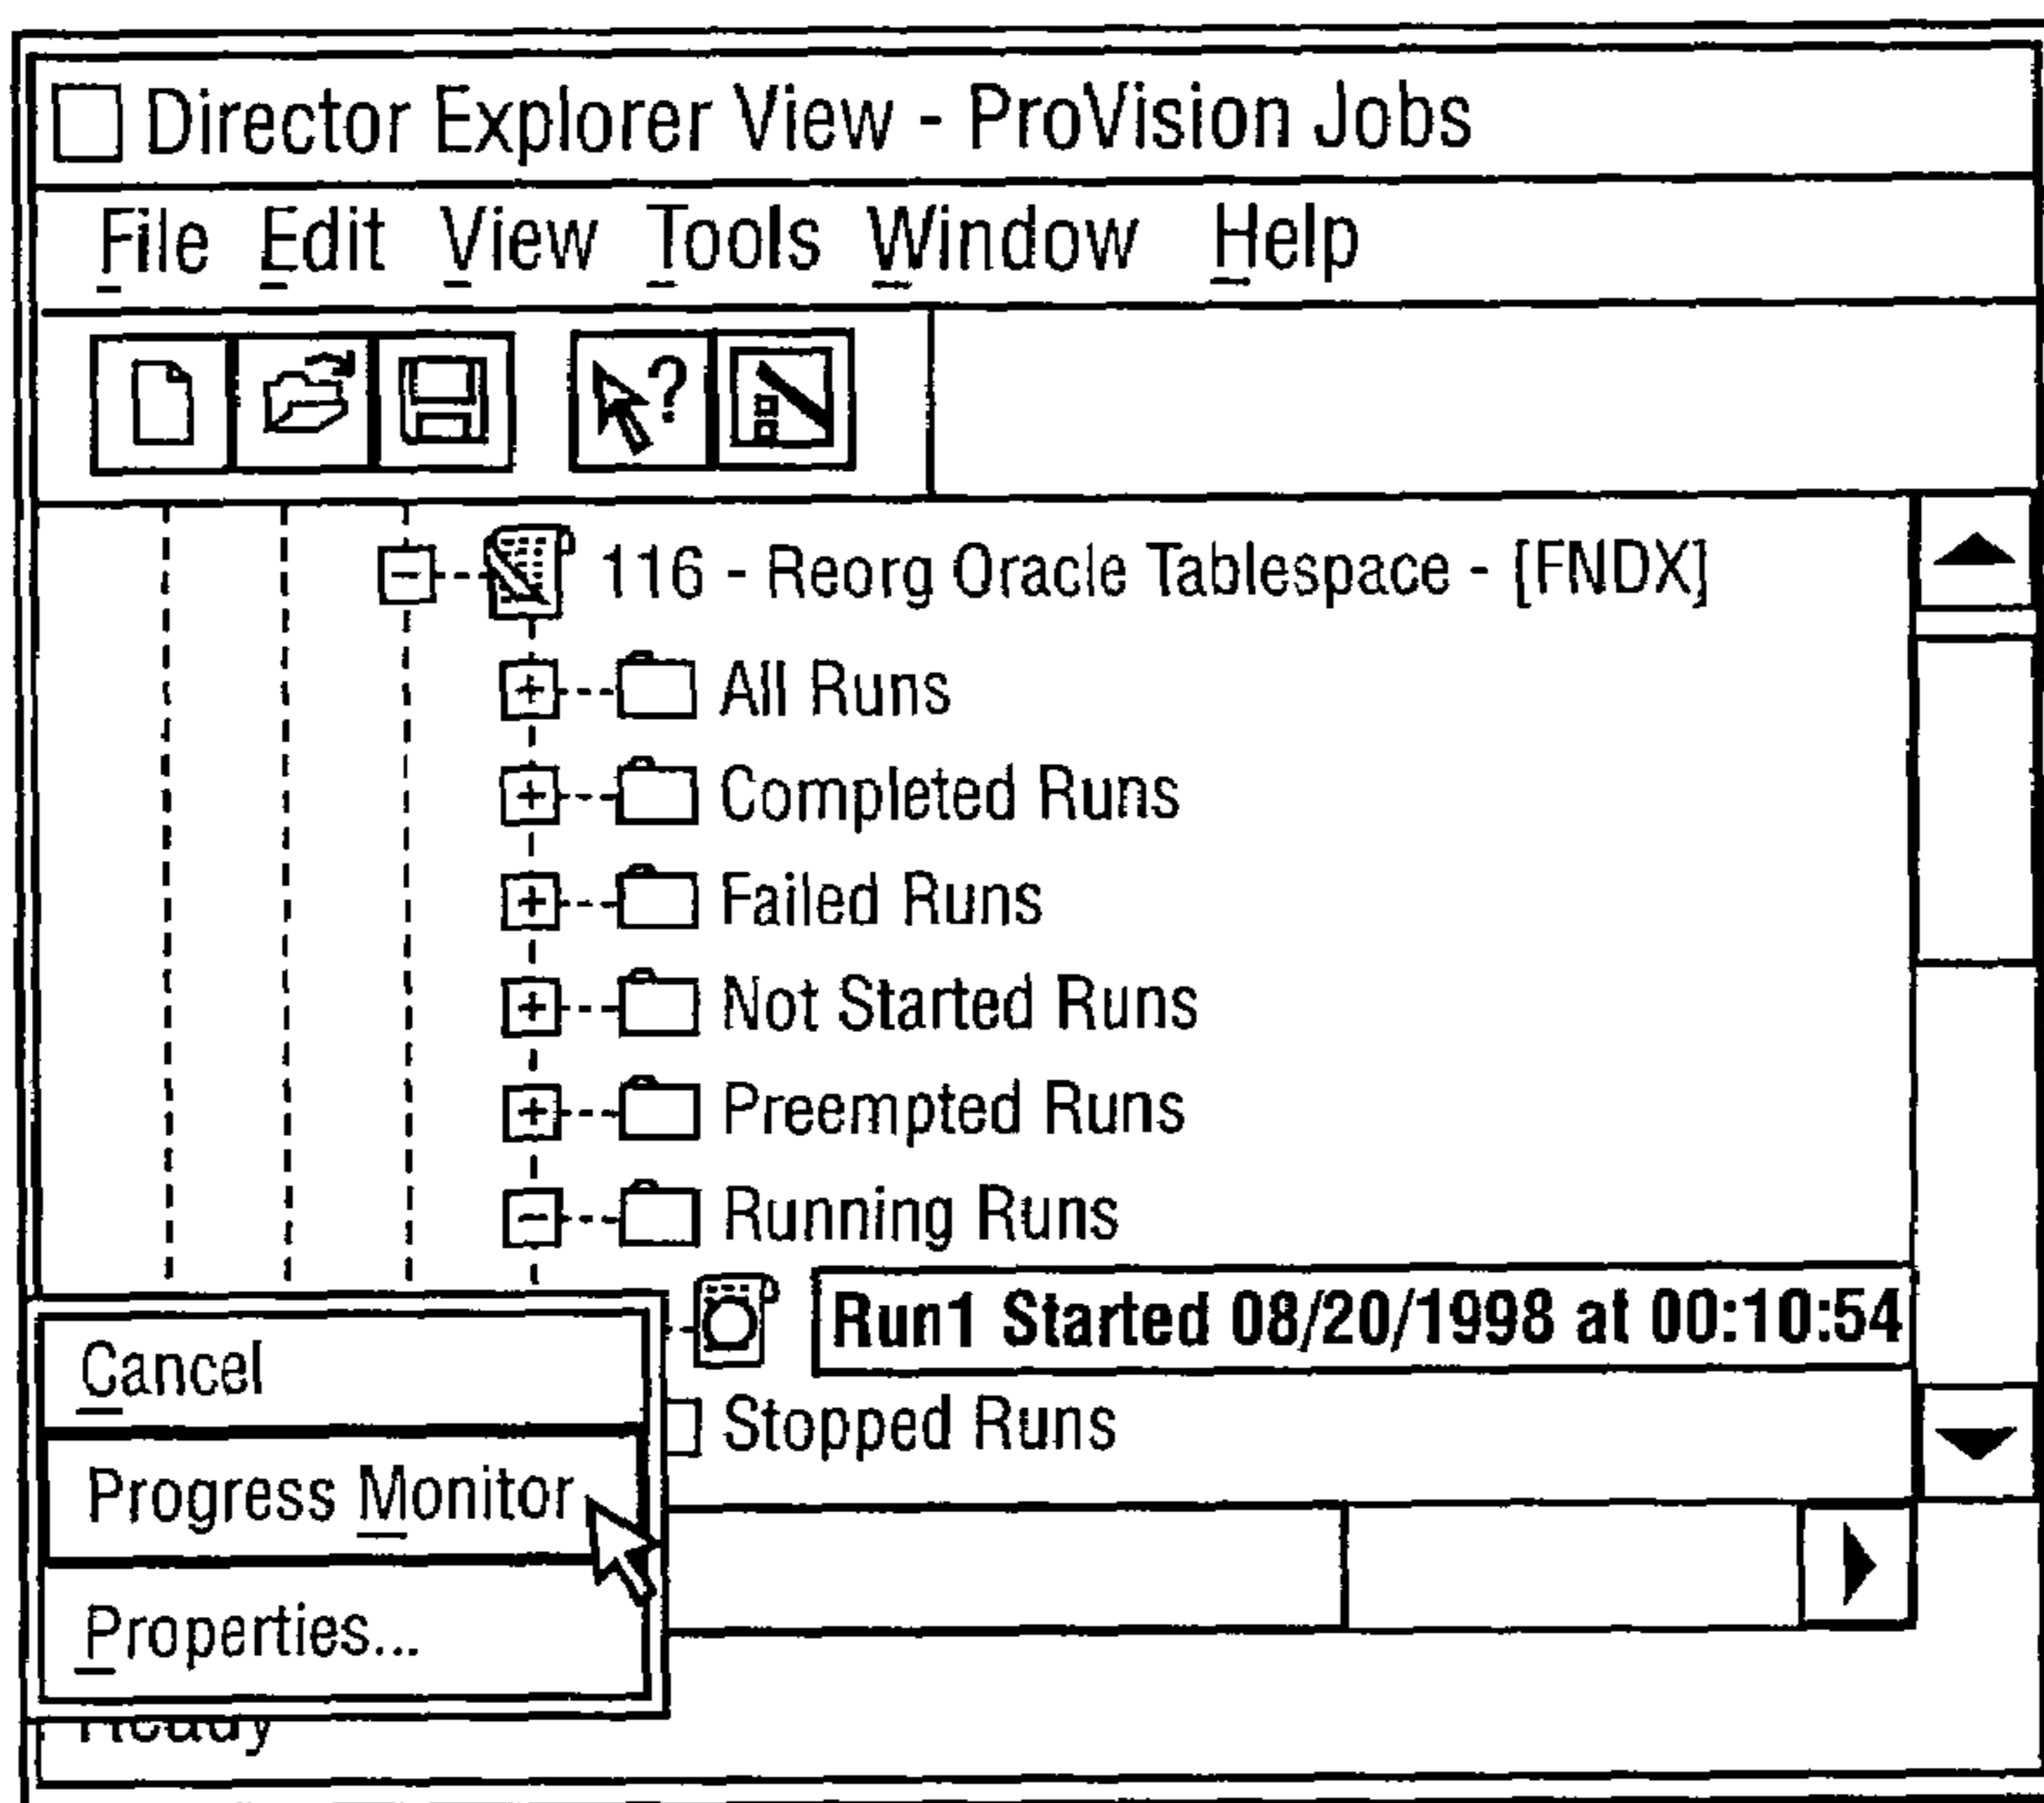 Director Explorer View - ProVision Jobs
File Edit View Tools Window Help
?
116 - Reorg Oracle Tablespace - [FNDX]
All Runs
Completed Runs
Failed Runs
Not Started Runs
Preempted Runs
Running Runs
Run1 Started 08/20/1998 at 00:10:54
Stopped Runs
Cancel
Progress Monitor
Properties...
Ready